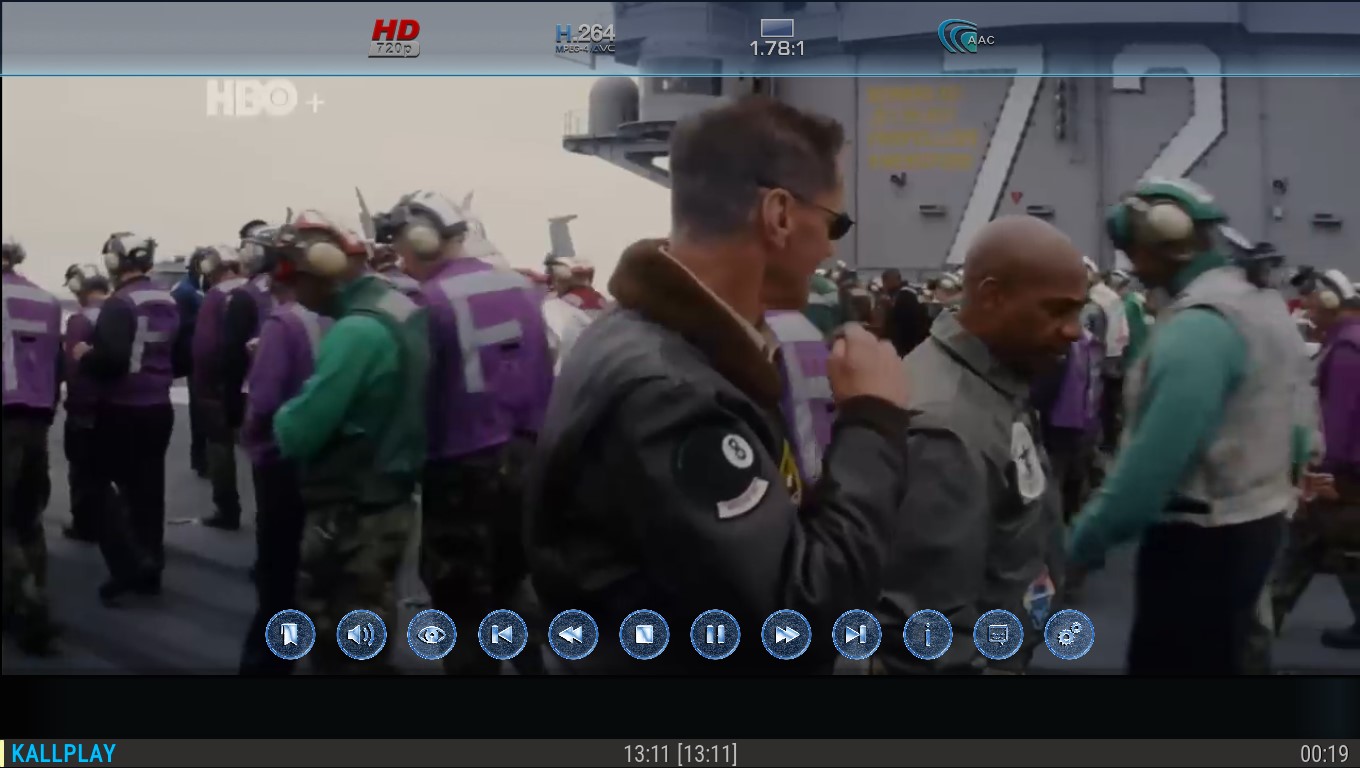 HD
720p
H.264
MPEG-4 AVC
1.78:1
AAC
HBO +
72
F
F
F
KALLPLAY
13:11 [13:11]
00:19